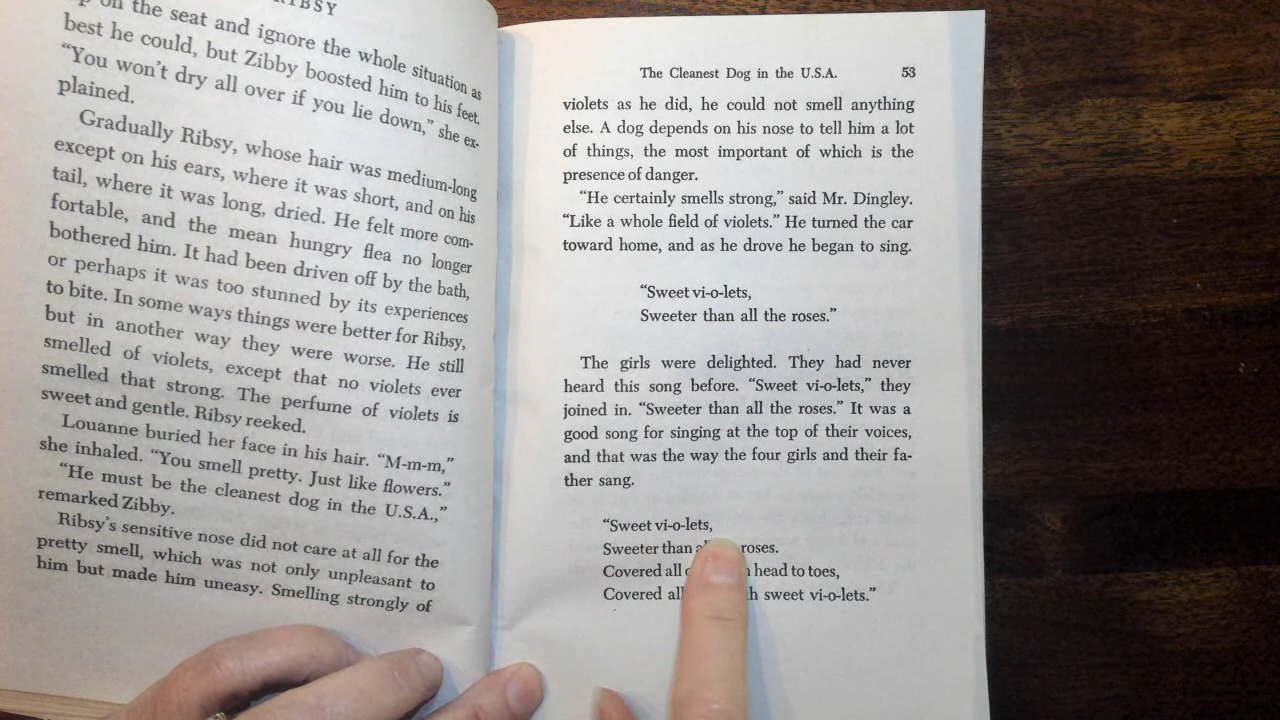 RIBSY
on the seat and ignore the whole situation as
best he could, but Zibby boosted him to his feet.
“You won’t dry all over if you lie down,” she ex-
plained.
Gradually Ribsy, whose hair was medium-long
except on his ears, where it was short, and on his
tail, where it was long, dried. He felt more com-
fortable, and the mean hungry flea no longer
bothered him. It had been driven off by the bath,
or perhaps it was too stunned by its experiences
to bite. In some ways things were better for Ribsy,
but in another way they were worse. He still
smelled of violets, except that no violets ever
smelled that strong. The perfume of violets is
sweet and gentle. Ribsy reeked.
Louanne buried her face in his hair. “M-m-m,”
she inhaled. “You smell pretty. Just like flowers.”
“He must be the cleanest dog in the U.S.A.,”
remarked Zibby.
Ribsy’s sensitive nose did not care at all for the
pretty smell, which was not only unpleasant to
him but made him uneasy. Smelling strongly of
The Cleanest Dog in the U.S.A. 53
violets as he did, he could not smell anything
else. A dog depends on his nose to tell him a lot
of things, the most important of which is the
presence of danger.
“He certainly smells strong,” said Mr. Dingley.
“Like a whole field of violets.” He turned the car
toward home, and as he drove he began to sing.
“Sweet vi-o-lets,
Sweeter than all the roses.”
The girls were delighted. They had never
heard this song before. “Sweet vi-o-lets,” they
joined in. “Sweeter than all the roses.” It was a
good song for singing at the top of their voices,
and that was the way the four girls and their fa-
ther sang.
“Sweet vi-o-lets,
Sweeter than roses.
Covered all head to toes,
Covered all sweet vi-o-lets.”